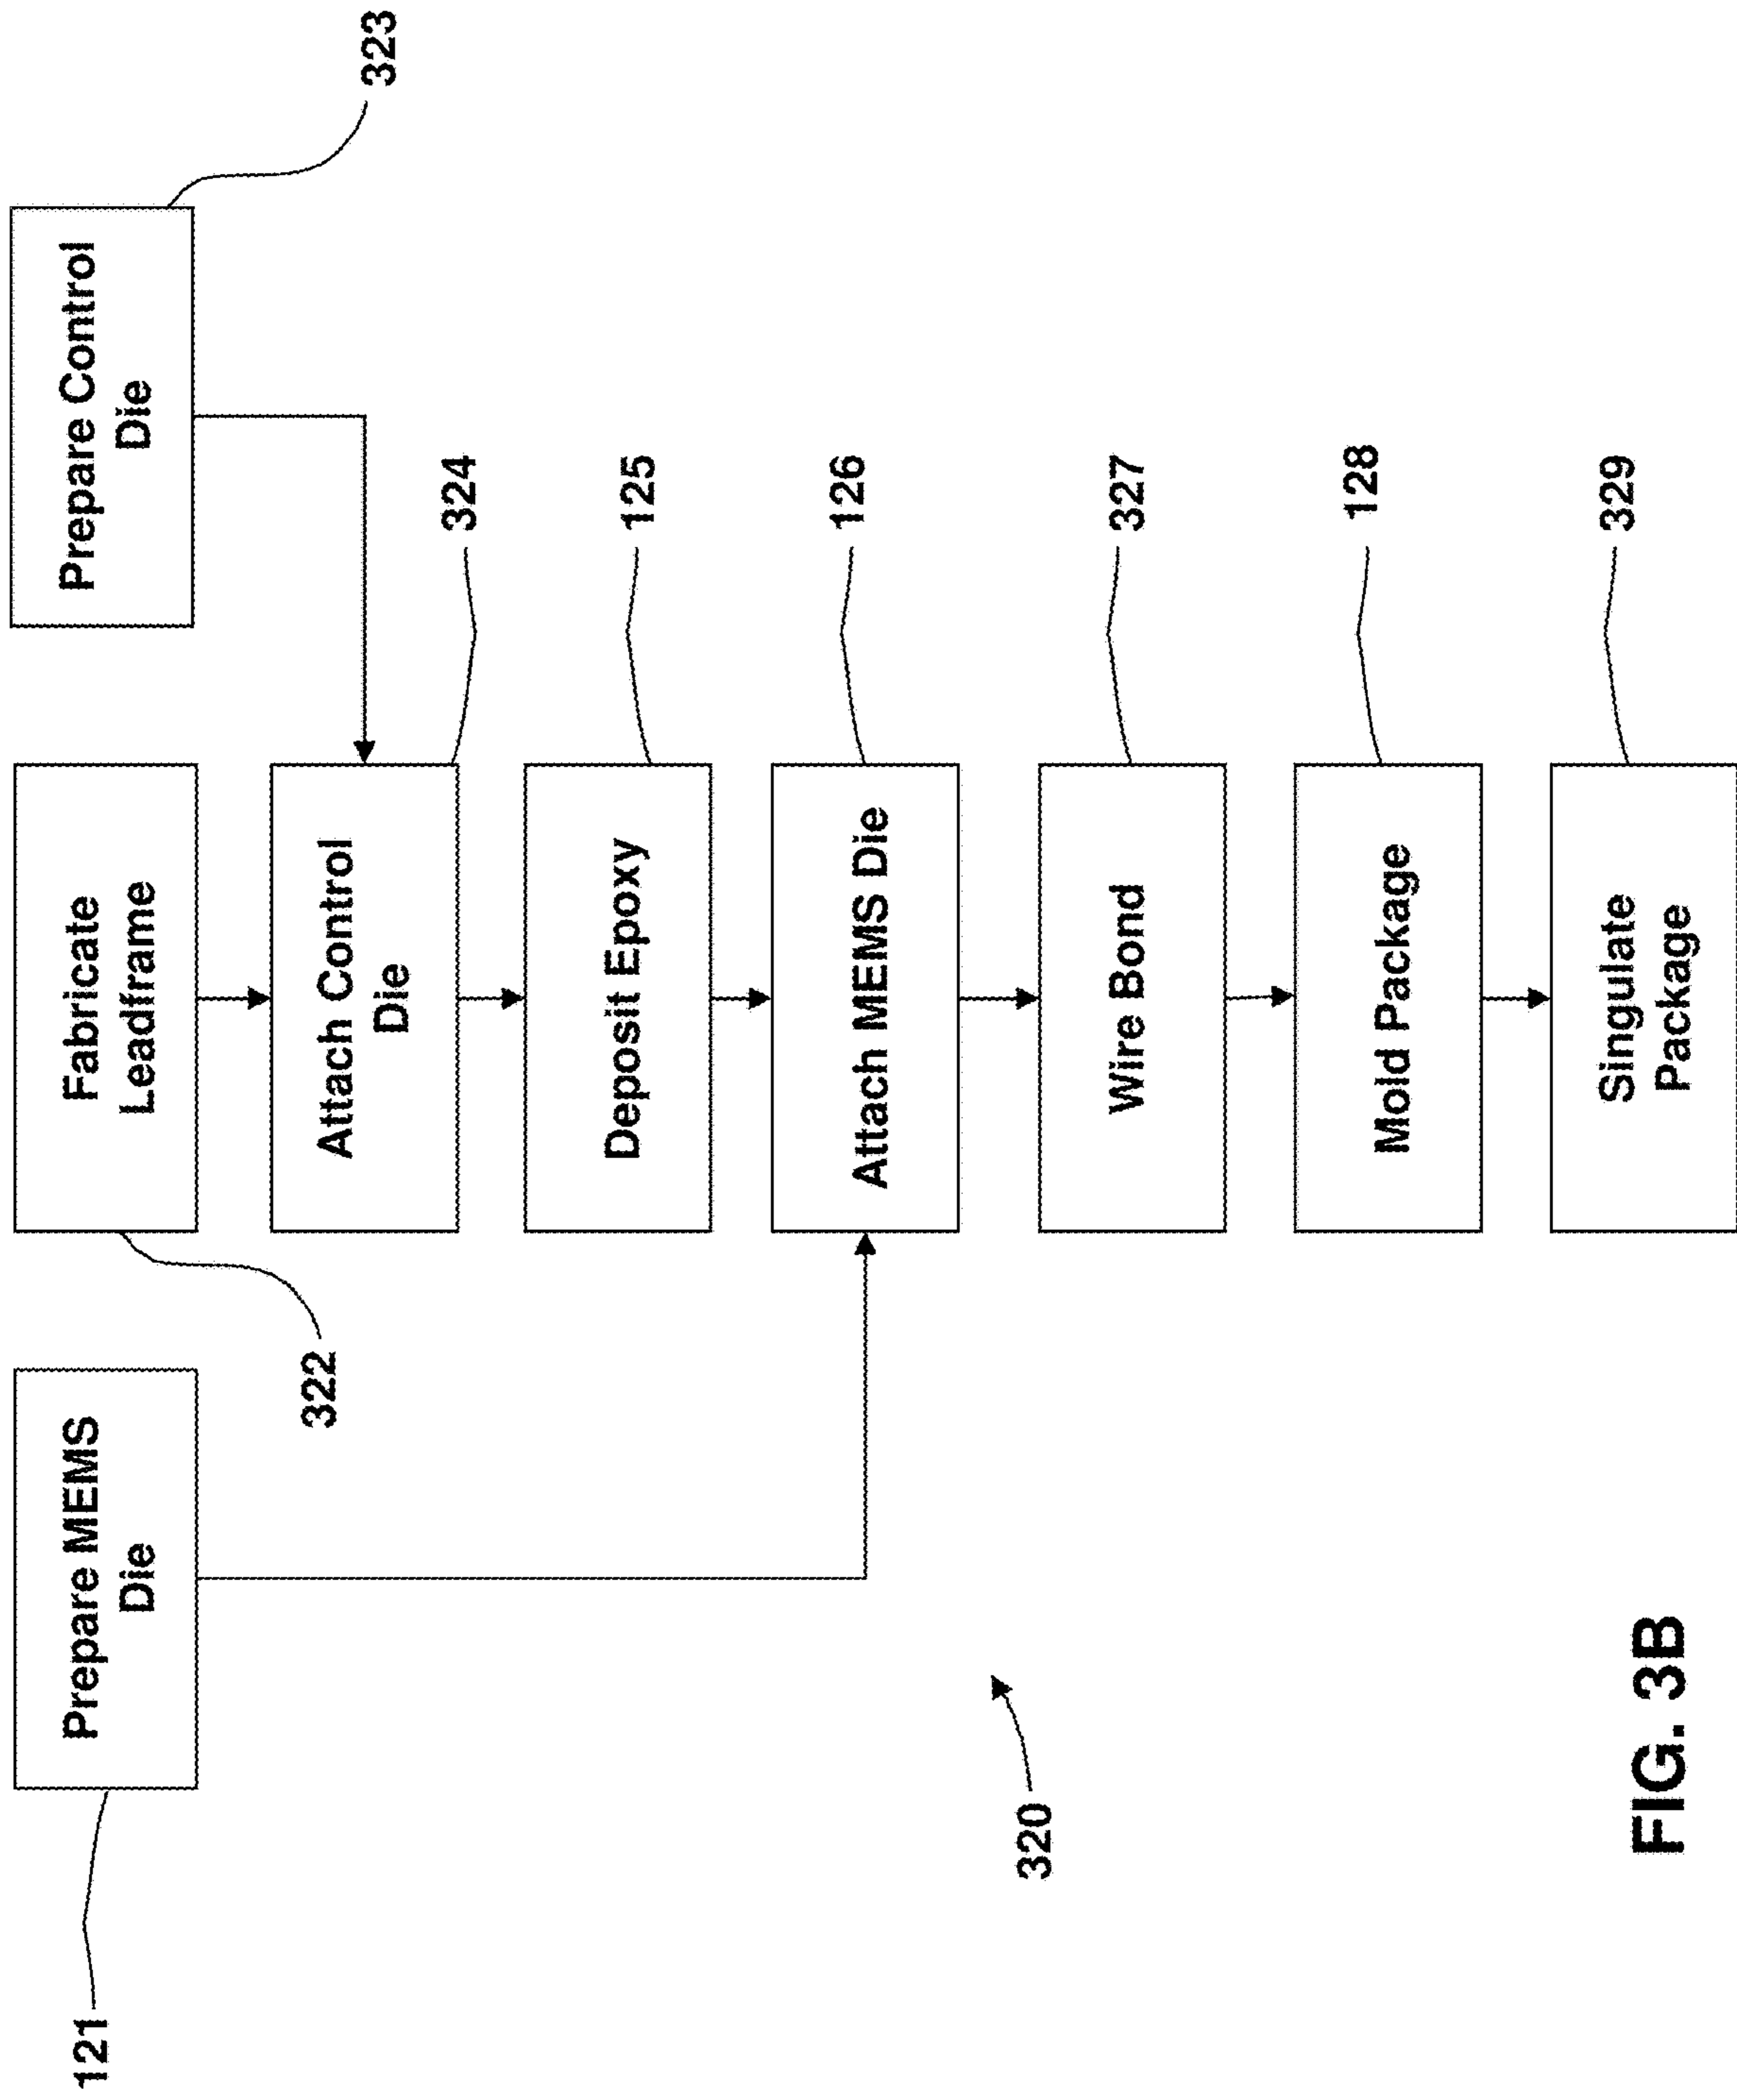 121
Prepare MEMS
Die
322
Fabricate
Leadframe
Prepare Control
Die
323
Attach Control
Die
324
Deposit Epoxy
125
Attach MEMS Die
126
320
Wire Bond
327
Mold Package
128
Singulate
Package
329
FIG. 3B